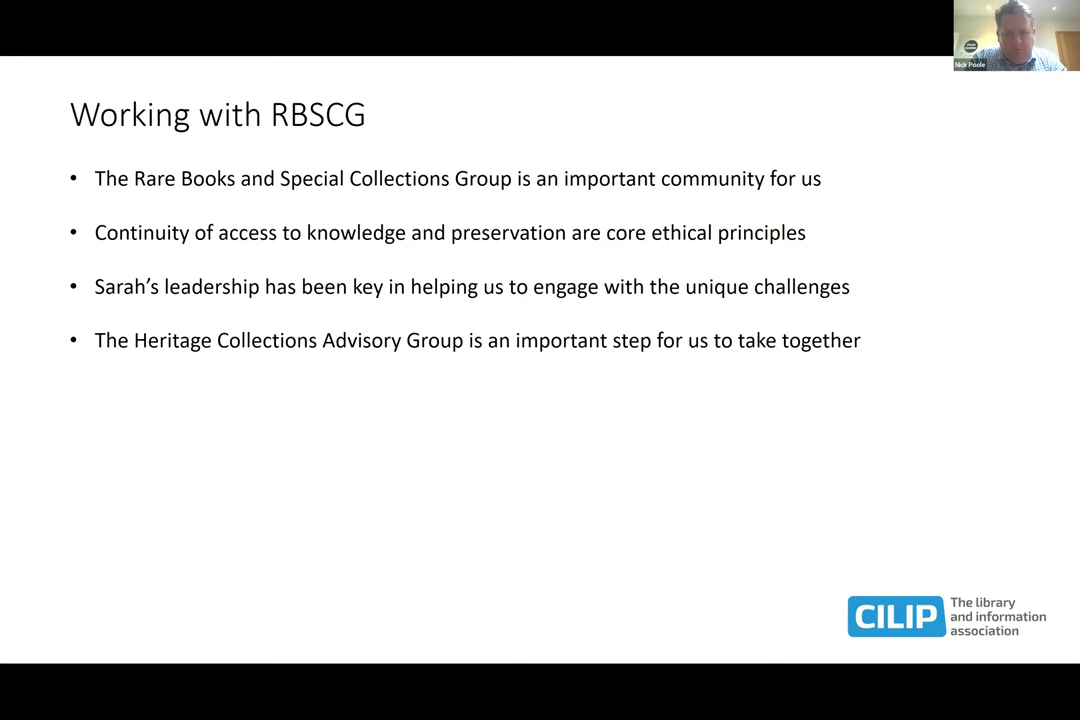 Nick Poole
Working with RBSCG
• The Rare Books and Special Collections Group is an important community for us
• Continuity of access to knowledge and preservation are core ethical principles
• Sarah’s leadership has been key in helping us to engage with the unique challenges
• The Heritage Collections Advisory Group is an important step for us to take together
CILIP
The library
and information
association